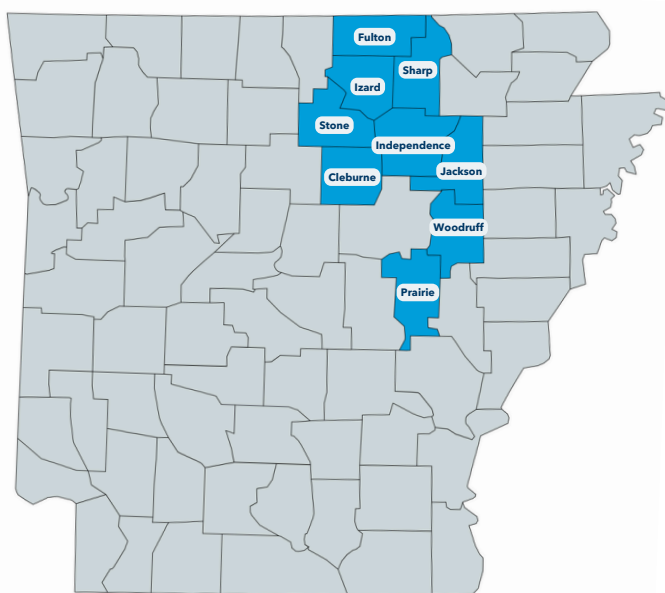 Fulton
Sharp
Izard
Stone
Independence
Jackson
Cleburne
Woodruff
Prairie